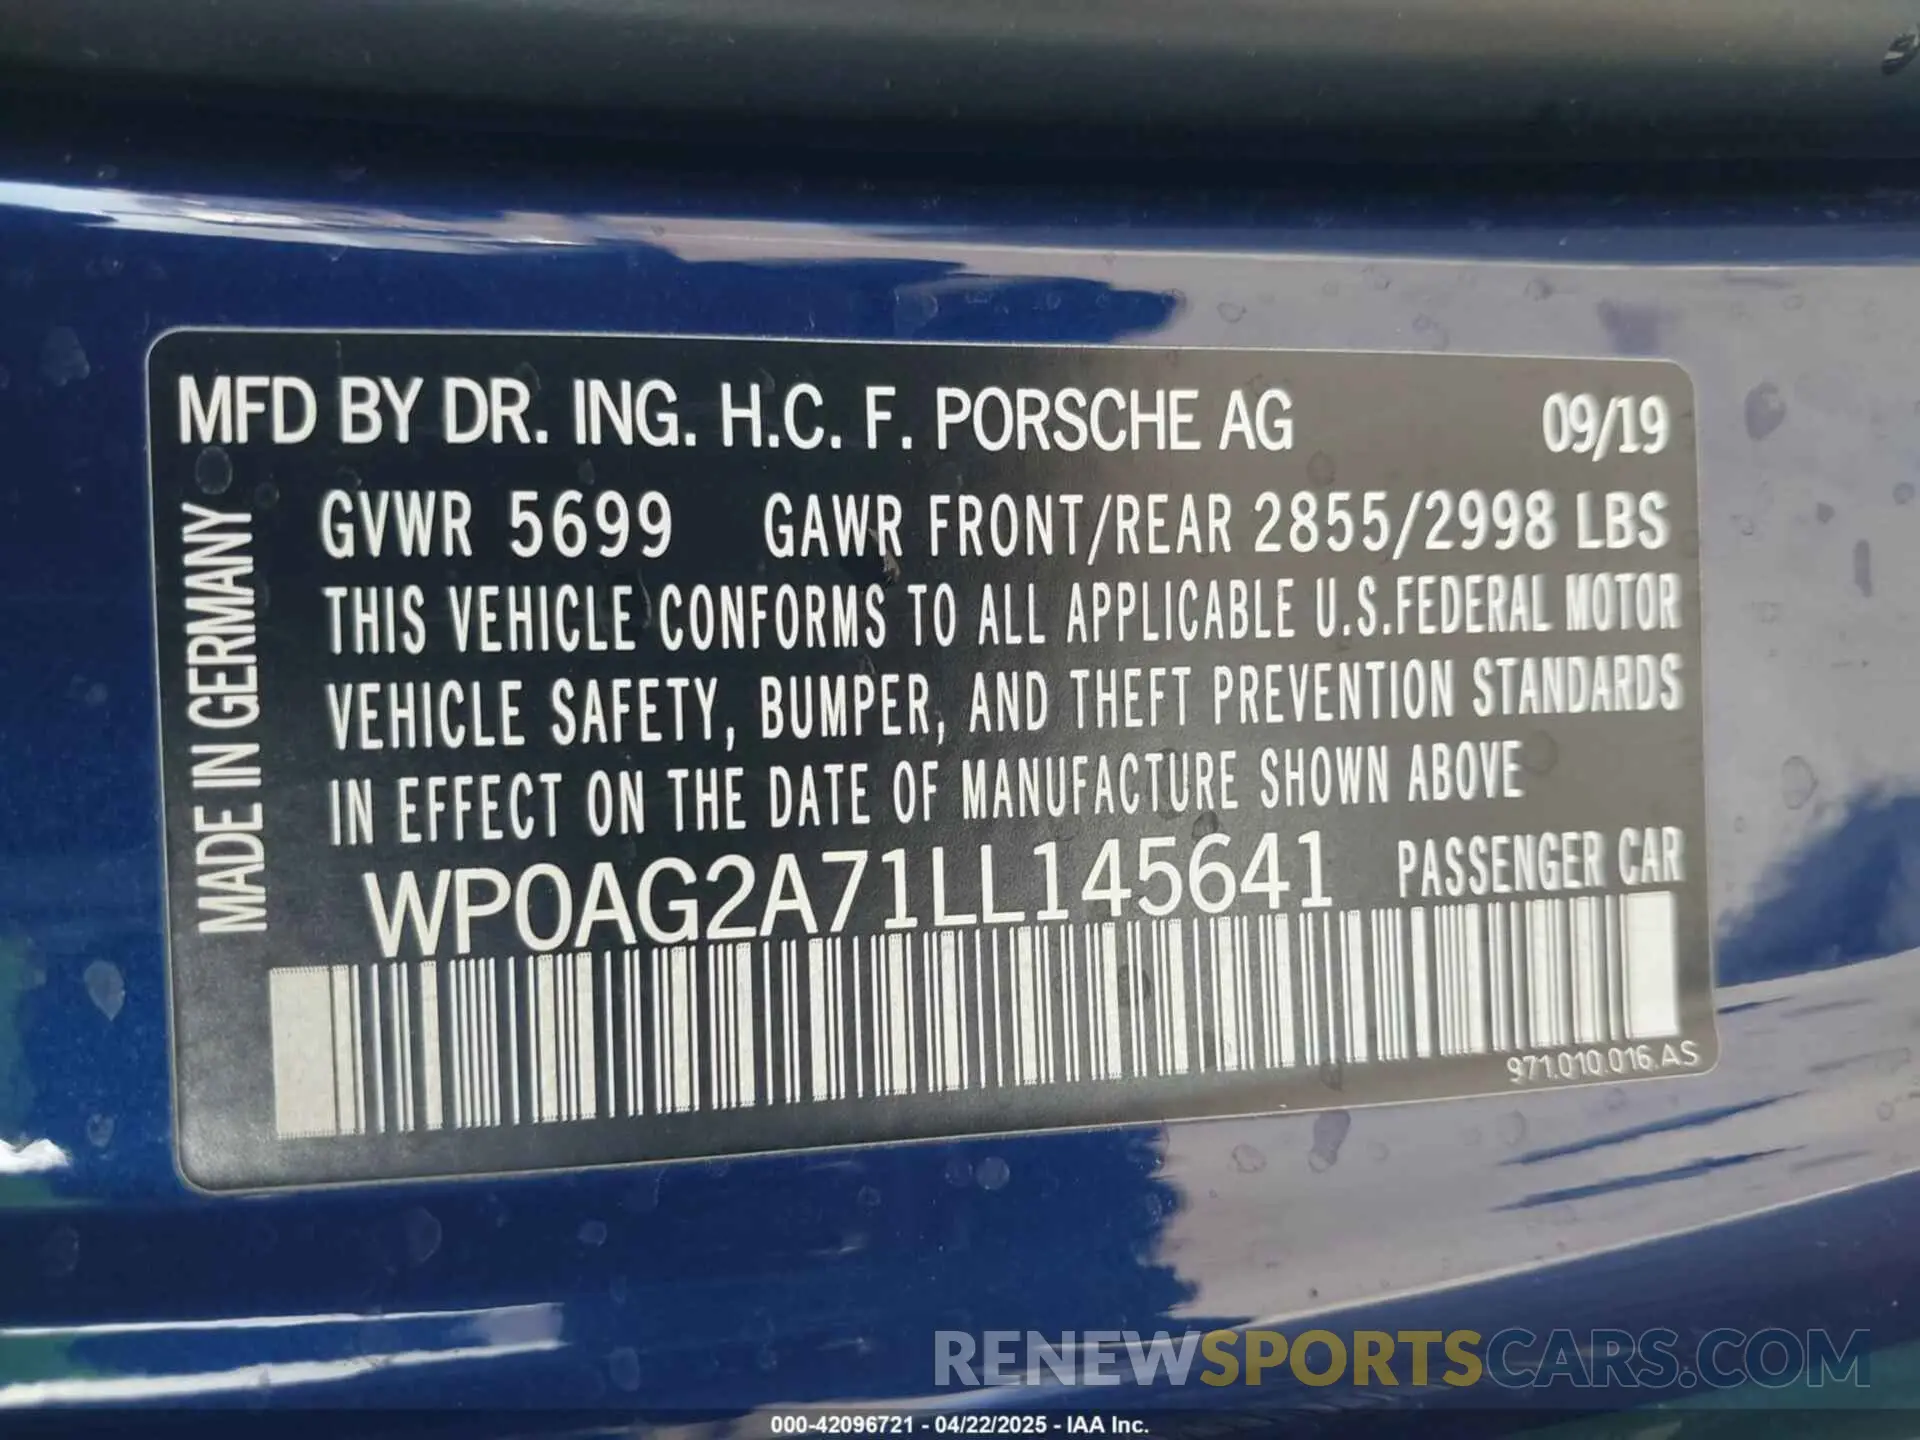 MFD BY DR. ING. H.C. F. PORSCHE AG 09/19
GVWR 5699 GAWR FRONT/REAR 2855/2998 LBS
THIS VEHICLE CONFORMS TO ALL APPLICABLE U.S.FEDERAL MOTOR
VEHICLE SAFETY, BUMPER, AND THEFT PREVENTION STANDARDS
IN EFFECT ON THE DATE OF MANUFACTURE SHOWN ABOVE
WP0AG2A71LL145641 PASSENGER CAR
971.010.016.AS
MADE IN GERMANY
RENEWSPORTSCARS.COM
000-42096721 - 04/22/2025 - IAA Inc.